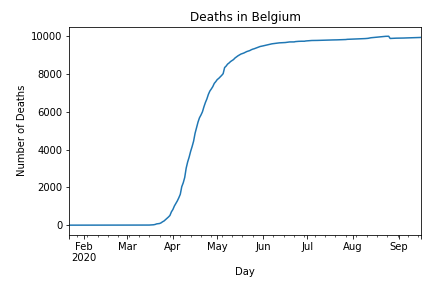 Deaths in Belgium
Number of Deaths
10000
8000
6000
4000
2000
0
Feb Mar Apr May Jun Jul Aug Sep
2020
Day